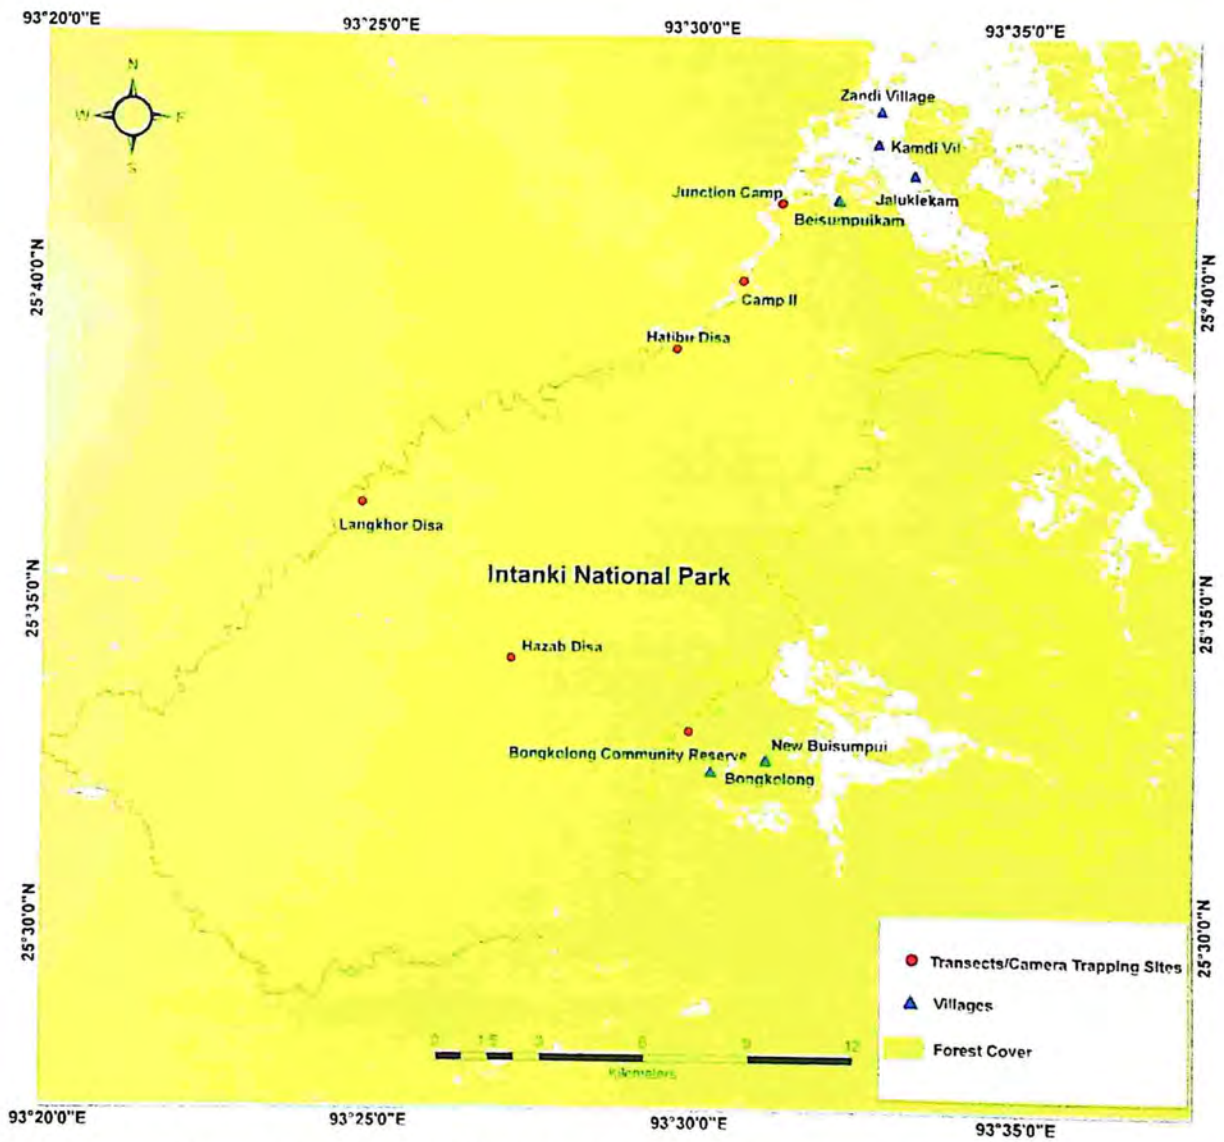 93°20'0"E
93°25'0"E
93°30'0"E
93°35'0"E
N
W
E
S
Zandi Village
Kamdi Vil
Jaluklekam
Junction Camp
Beisumpuikam
25°40'0"N
25°40'0"N
Camp II
Hatibir Disa
Langkhor Disa
Intanki National Park
25°35'0"N
25°35'0"N
Hazab Disa
Bongkolong Community Reserve
New Buisumpui
Bongkolong
25°30'0"N
25°30'0"N
Transects/Camera Trapping Sites
Villages
Forest Cover
0 1.5 3 6 9 12
Kilometers
93°20'0"E
93°25'0"E
93°30'0"E
93°35'0"E